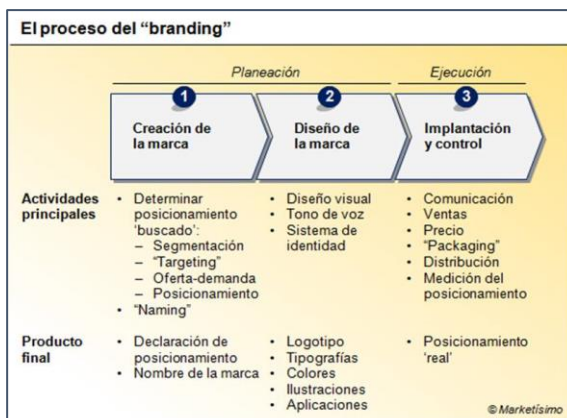 El proceso del “branding”
Planeación
Ejecución
1
2
3
Creación de
la marca
Diseño de
la marca
Implantación
y control
Actividades
principales
• Determinar
posicionamiento
‘buscado’:
– Segmentación
– “Targeting”
– Oferta-demanda
– Posicionamiento
• “Naming”
• Diseño visual
• Tono de voz
• Sistema de
identidad
• Comunicación
• Ventas
• Precio
• “Packaging”
• Distribución
• Medición del
posicionamiento
Producto
final
• Declaración de
posicionamiento
• Nombre de la marca
• Logotipo
• Tipografías
• Colores
• Ilustraciones
• Aplicaciones
• Posicionamiento
‘real’
© Marketísimo